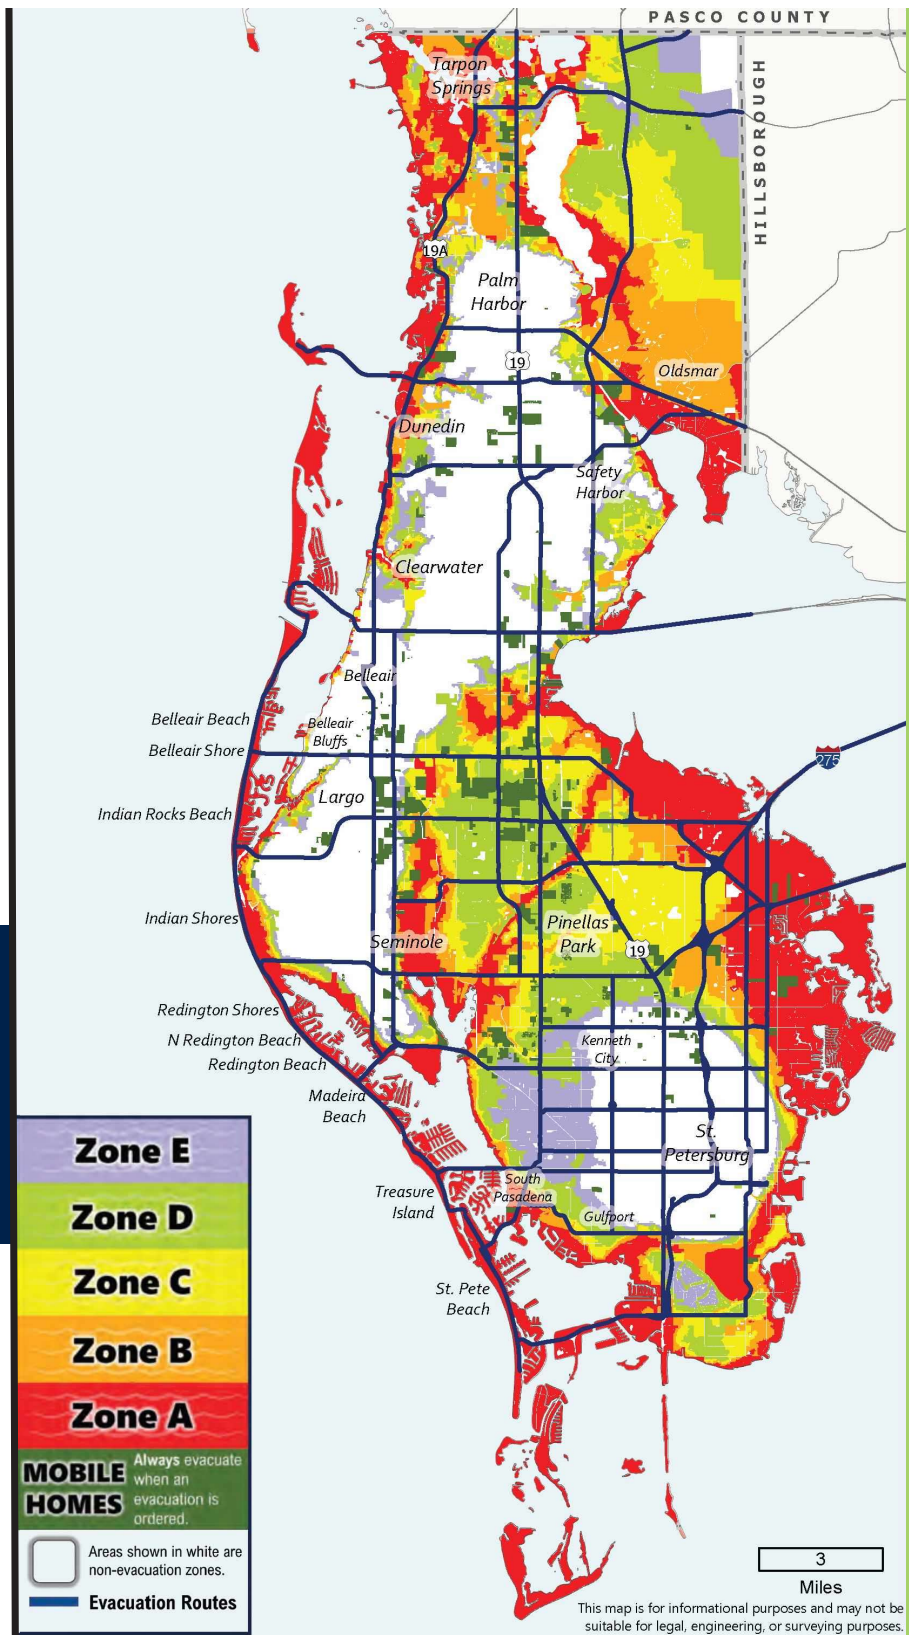 PASCO COUNTY
HILLSBOROUGH
Tarpon
Springs
19A
Palm
Harbor
19
Oldsmar
Dunedin
Safety
Harbor
Clearwater
Belleair
Belleair Beach
Belleair
Bluffs
Belleair Shore
275
Largo
Indian Rocks Beach
Indian Shores
Pinellas
Park
Seminole
19
Redington Shores
N Redington Beach
Kenneth
City
Redington Beach
Madeira
Beach
St.
Petersburg
South
Pasadena
Treasure
Island
Gulfport
St. Pete
Beach
Zone E
Zone D
Zone C
Zone B
Zone A
MOBILE
HOMES
Always evacuate
when an
evacuation is
ordered.
Areas shown in white are
non-evacuation zones.
Evacuation Routes
3
Miles
This map is for informational purposes and may not be
suitable for legal, engineering, or surveying purposes.